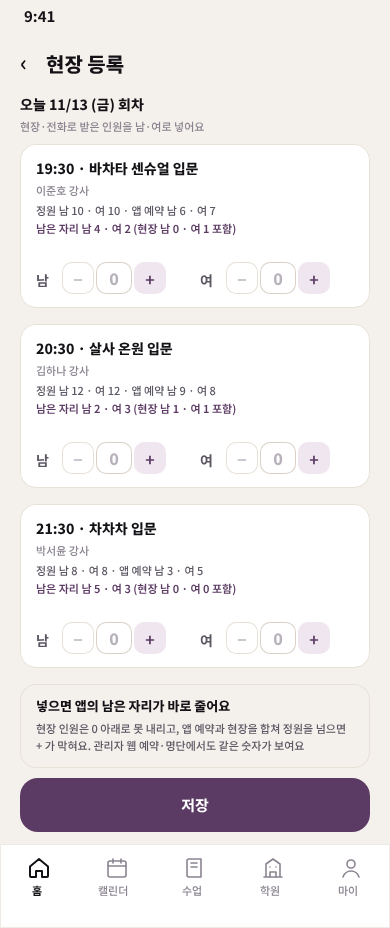 9:41
‹ 현장 등록
오늘 11/13 (금) 회차
현장·전화로 받은 인원을 남·여로 넣어요
19:30 · 바차타 센슈얼 입문
이준호 강사
정원 남 10 · 여 10 · 앱 예약 남 6 · 여 7
남은 자리 남 4 · 여 2 (현장 남 0 · 여 1 포함)
남 − 0 + 여 − 0 +
20:30 · 살사 온원 입문
김하나 강사
정원 남 12 · 여 12 · 앱 예약 남 9 · 여 8
남은 자리 남 2 · 여 3 (현장 남 1 · 여 1 포함)
남 − 0 + 여 − 0 +
21:30 · 차차차 입문
박서윤 강사
정원 남 8 · 여 8 · 앱 예약 남 3 · 여 5
남은 자리 남 5 · 여 3 (현장 남 0 · 여 0 포함)
남 − 0 + 여 − 0 +
넣으면 앱의 남은 자리가 바로 줄어요
현장 인원은 0 아래로 못 내리고, 앱 예약과 현장을 합쳐 정원을 넘으면
+ 가 막혀요. 관리자 웹 예약·명단에서도 같은 숫자가 보여요
저장
홈 캘린더 수업 학원 마이